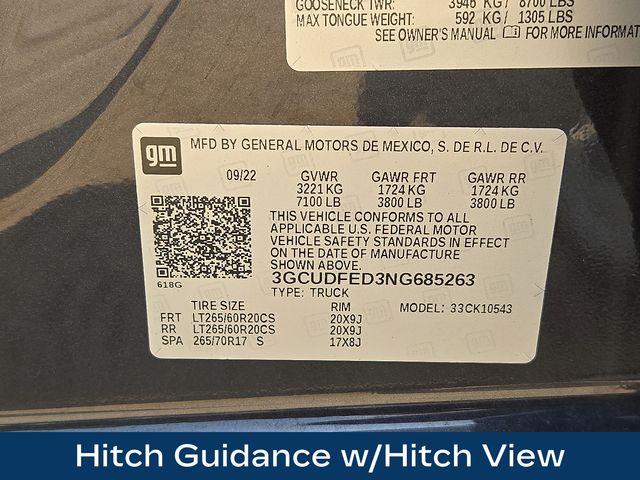 GOOSENECK TWR: 3946 KG / 8700 LBS
MAX TONGUE WEIGHT: 592 KG / 1305 LBS
SEE OWNER'S MANUAL FOR MORE INFORMAT
gm
MFD BY GENERAL MOTORS DE MEXICO, S. DE R.L. DE C.V.
09/22 GVWR GAWR FRT GAWR RR
3221 KG 1724 KG 1724 KG
7100 LB 3800 LB 3800 LB
THIS VEHICLE CONFORMS TO ALL
APPLICABLE U.S. FEDERAL MOTOR
VEHICLE SAFETY STANDARDS IN EFFECT
ON THE DATE OF MANUFACTURE
SHOWN ABOVE.
618G
3GCUDFED3NG685263
TYPE: TRUCK
TIRE SIZE RIM MODEL: 33CK10543
FRT LT265/60R20CS 20X9J
RR LT265/60R20CS 20X9J
SPA 265/70R17 S 17X8J
Hitch Guidance w/Hitch View